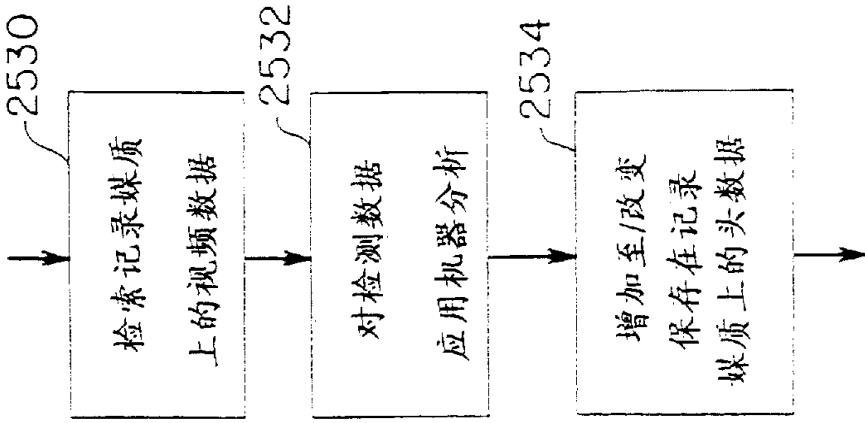 2530
检索记录媒质
上的视频数据
2532
对检测数据
应用机器分析
2534
增加至/改变
保存在记录
媒质上的头数据